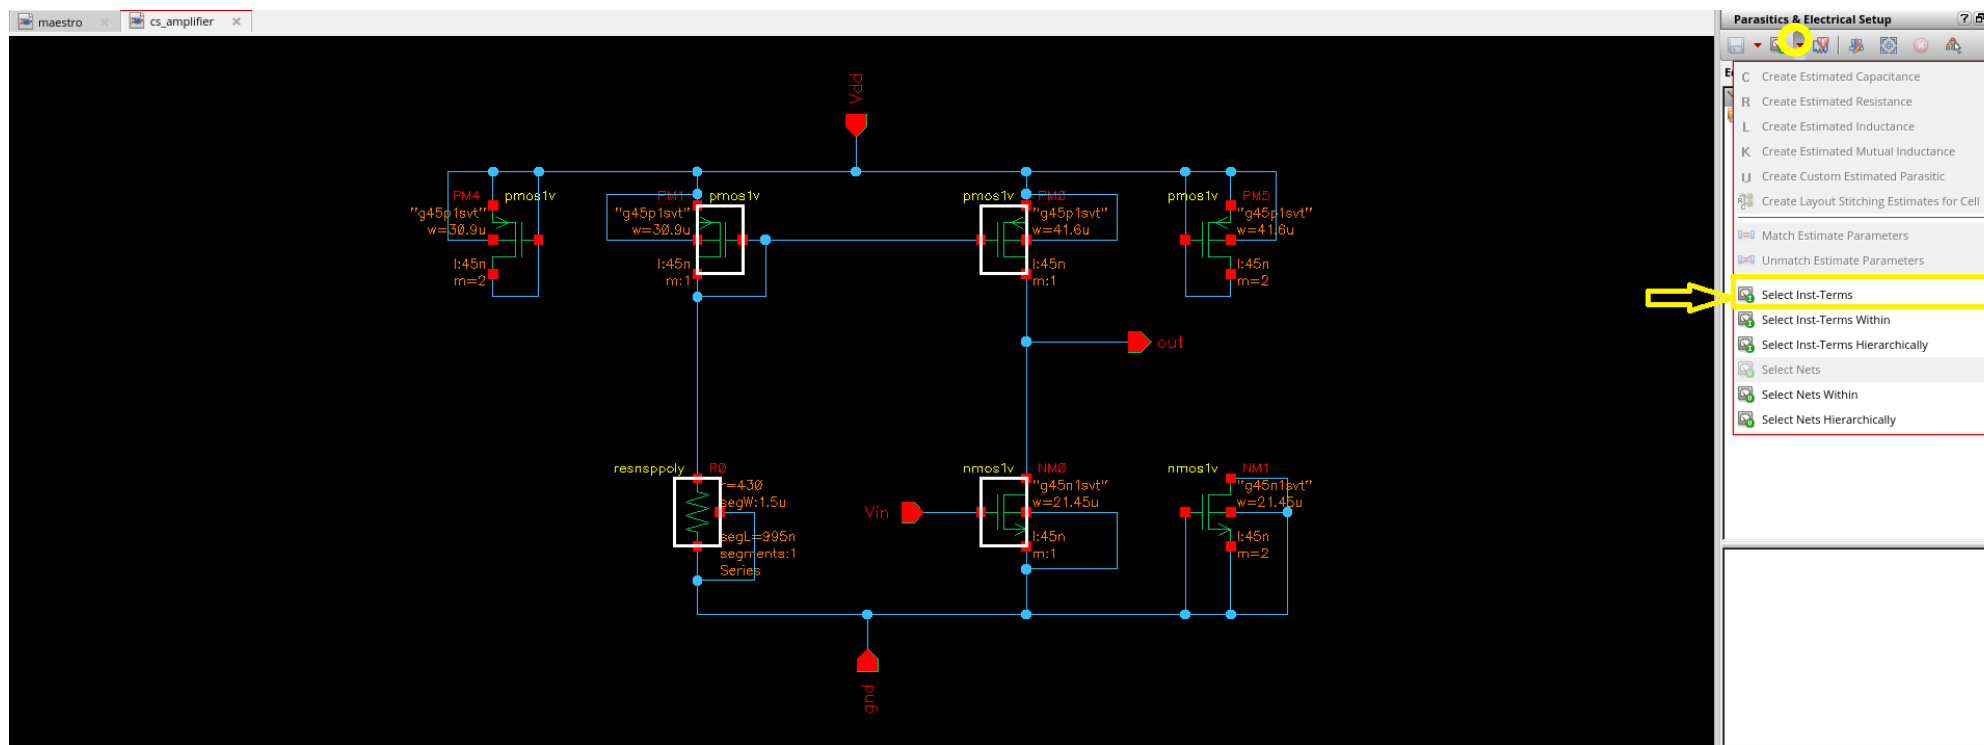 maestro
cs_amplifier
Parasitics & Electrical Setup
C Create Estimated Capacitance
R Create Estimated Resistance
L Create Estimated Inductance
K Create Estimated Mutual Inductance
U Create Custom Estimated Parasitic
Create Layout Stitching Estimates for Cell
Match Estimate Parameters
Unmatch Estimate Parameters
Select Inst-Terms
Select Inst-Terms Within
Select Inst-Terms Hierarchically
Select Nets
Select Nets Within
Select Nets Hierarchically
Vdd
PM4 pmos1v
"g45p1svt"
w=30.9u
l:45n
m=2
PM1 pmos1v
"g45p1svt"
w=30.9u
l:45n
m:1
pmos1v PM0
"g45p1svt"
w=41.6u
l:45n
m:1
pmos1v PM5
"g45p1svt"
w=41.6u
l:45n
m=2
out
resnsppoly R0
r=430
segW:1.5u
segL=995n
segments:1
Series
Vin
nmos1v NM0
"g45n1svt"
w=21.45u
l:45n
m:1
nmos1v NM1
"g45n1svt"
w=21.45u
l:45n
m=2
gnd